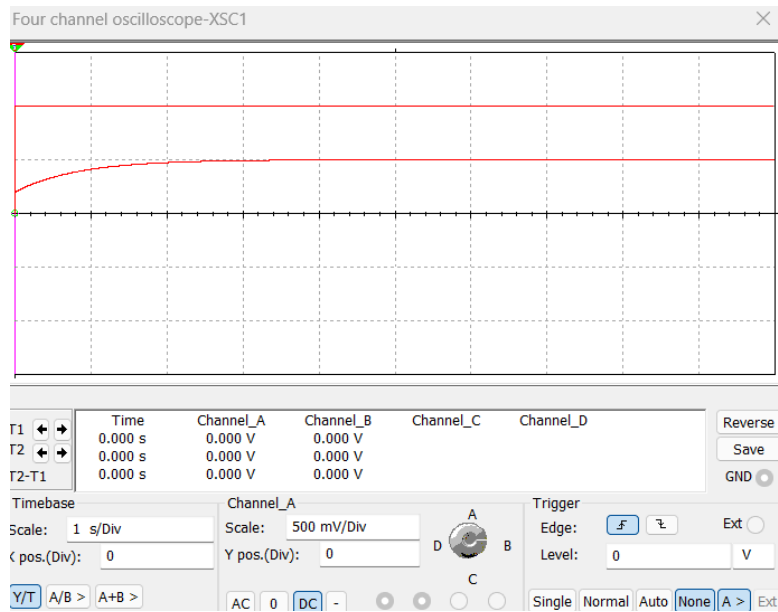 Four channel oscilloscope-XSC1
Time Channel_A Channel_B Channel_C Channel_D
T1 0.000 s 0.000 V 0.000 V
T2 0.000 s 0.000 V 0.000 V
T2-T1 0.000 s 0.000 V 0.000 V
Reverse
Save
GND
Timebase
Scale: 1 s/Div
X pos.(Div): 0
Y/T A/B > A+B >
Channel_A
Scale: 500 mV/Div
Y pos.(Div): 0
AC 0 DC -
A
D B
C
Trigger
Edge: Ext
Level: 0 V
Single Normal Auto None A > Ext